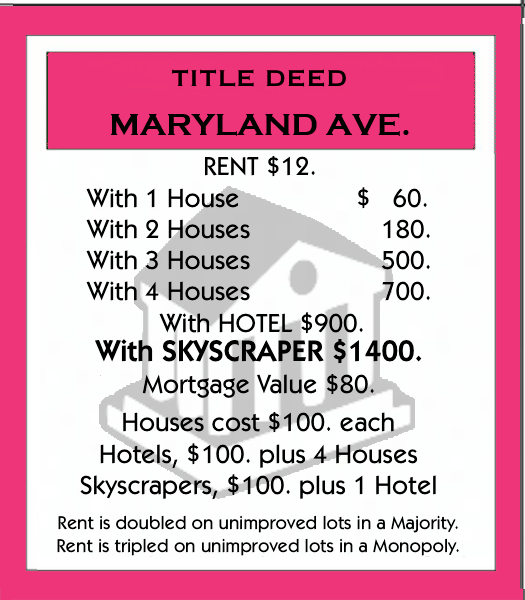 TITLE DEED
MARYLAND AVE.
RENT $12.
With 1 House $ 60.
With 2 Houses 180.
With 3 Houses 500.
With 4 Houses 700.
With HOTEL $900.
With SKYSCRAPER $1400.
Mortgage Value $80.
Houses cost $100. each
Hotels, $100. plus 4 Houses
Skyscrapers, $100. plus 1 Hotel
Rent is doubled on unimproved lots in a Majority.
Rent is tripled on unimproved lots in a Monopoly.